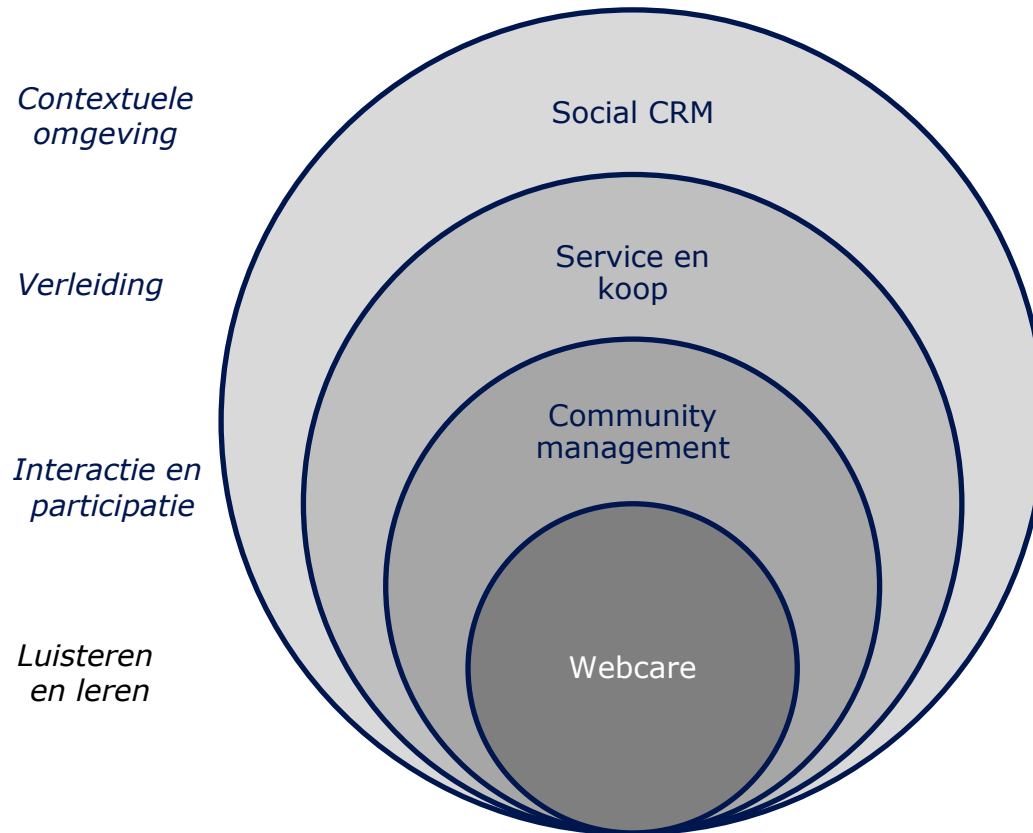 Contextuele
omgeving
Social CRM
Verleiding
Service en
koop
Interactie en
participatie
Community
management
Luisteren
en leren
Webcare